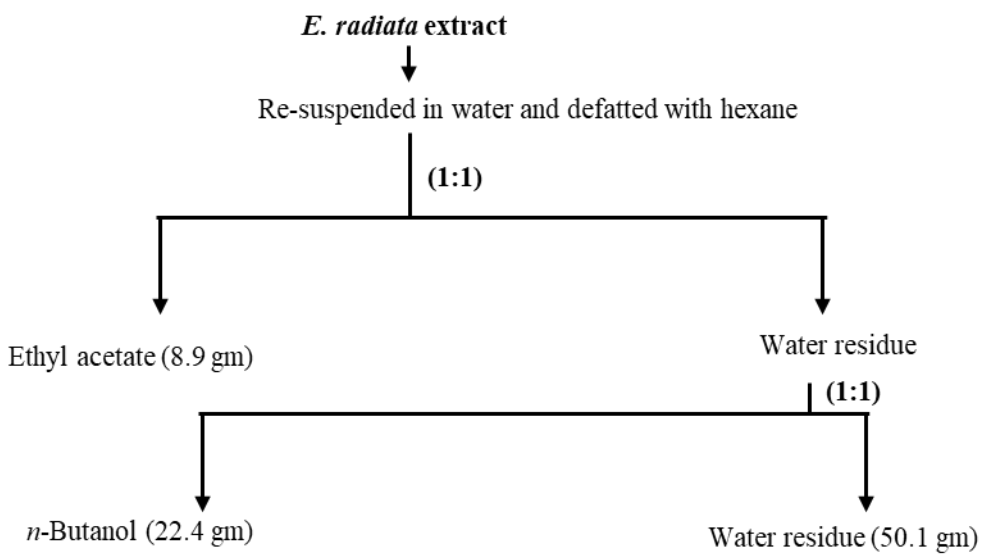 E. radiata extract
Re-suspended in water and defatted with hexane
(1:1)
Ethyl acetate (8.9 gm)
Water residue
(1:1)
n-Butanol (22.4 gm)
Water residue (50.1 gm)